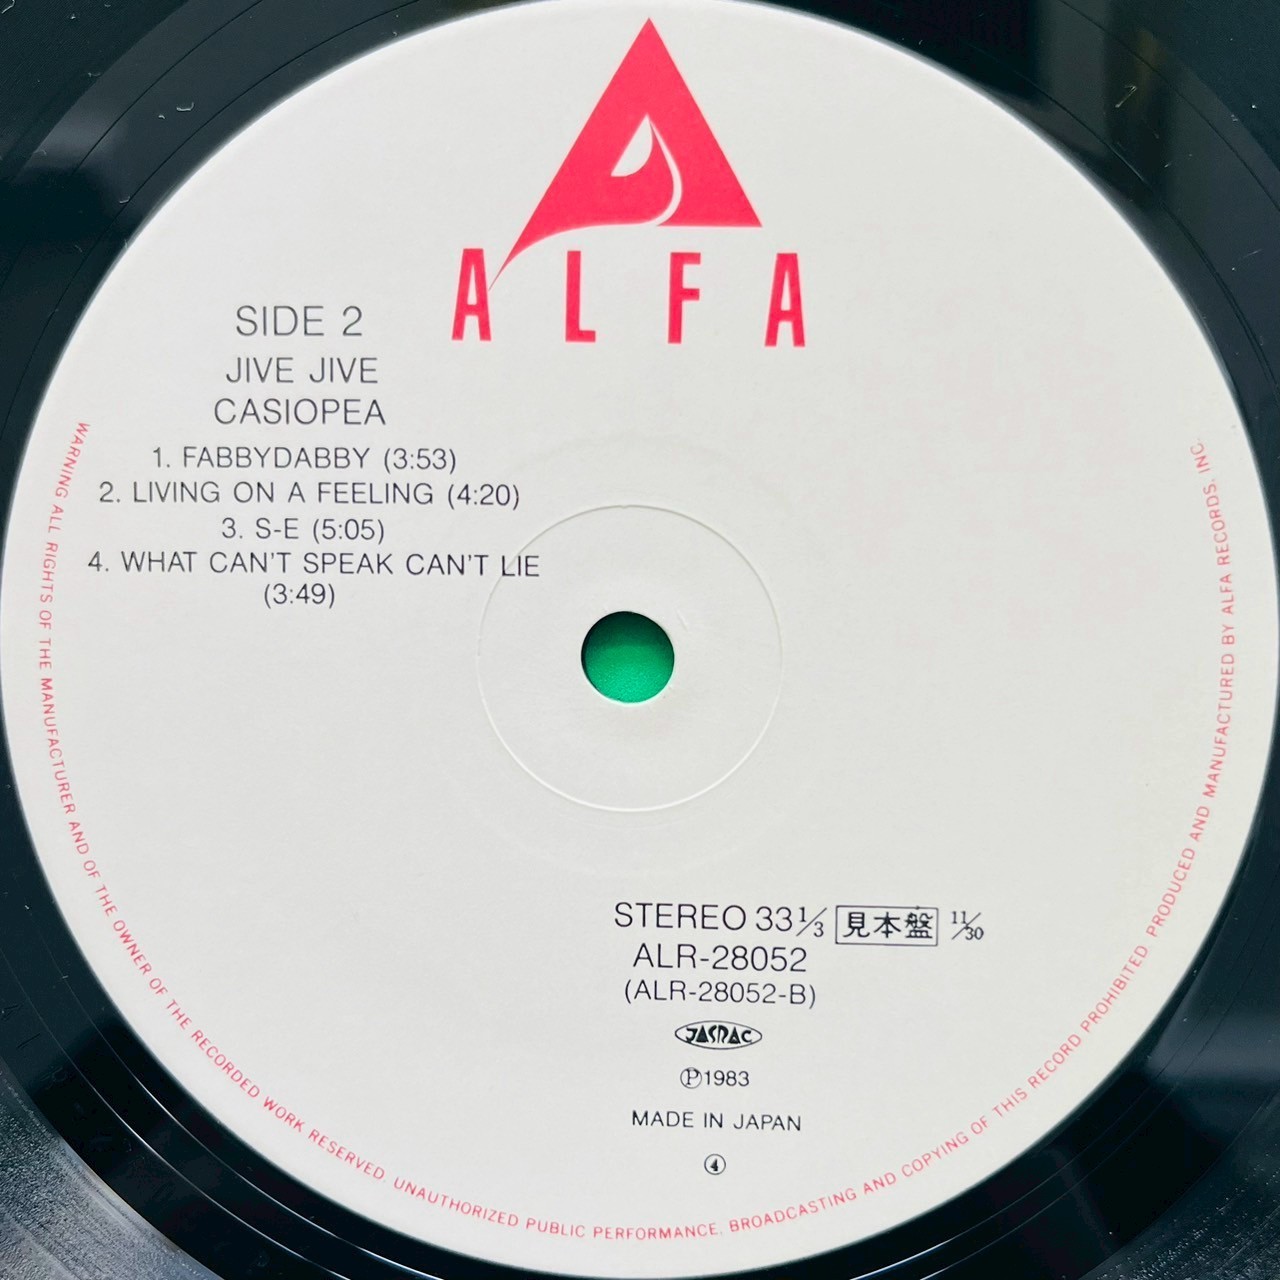 ALFA
SIDE 2
JIVE JIVE
CASIOPEA
1. FABBYDABBY (3:53)
2. LIVING ON A FEELING (4:20)
3. S-E (5:05)
4. WHAT CAN'T SPEAK CAN'T LIE
(3:49)
STEREO 33 1/3 見本盤 11/30
ALR-28052
(ALR-28052-B)
JASRAC
Ⓟ1983
MADE IN JAPAN
④
WARNING ALL RIGHTS OF THE MANUFACTURER AND OF THE OWNER OF THE RECORDED WORK RESERVED. UNAUTHORIZED PUBLIC PERFORMANCE. BROADCASTING AND COPYING OF THIS RECORD PROHIBITED. PRODUCED AND MANUFACTURED BY ALFA RECORDS, INC.